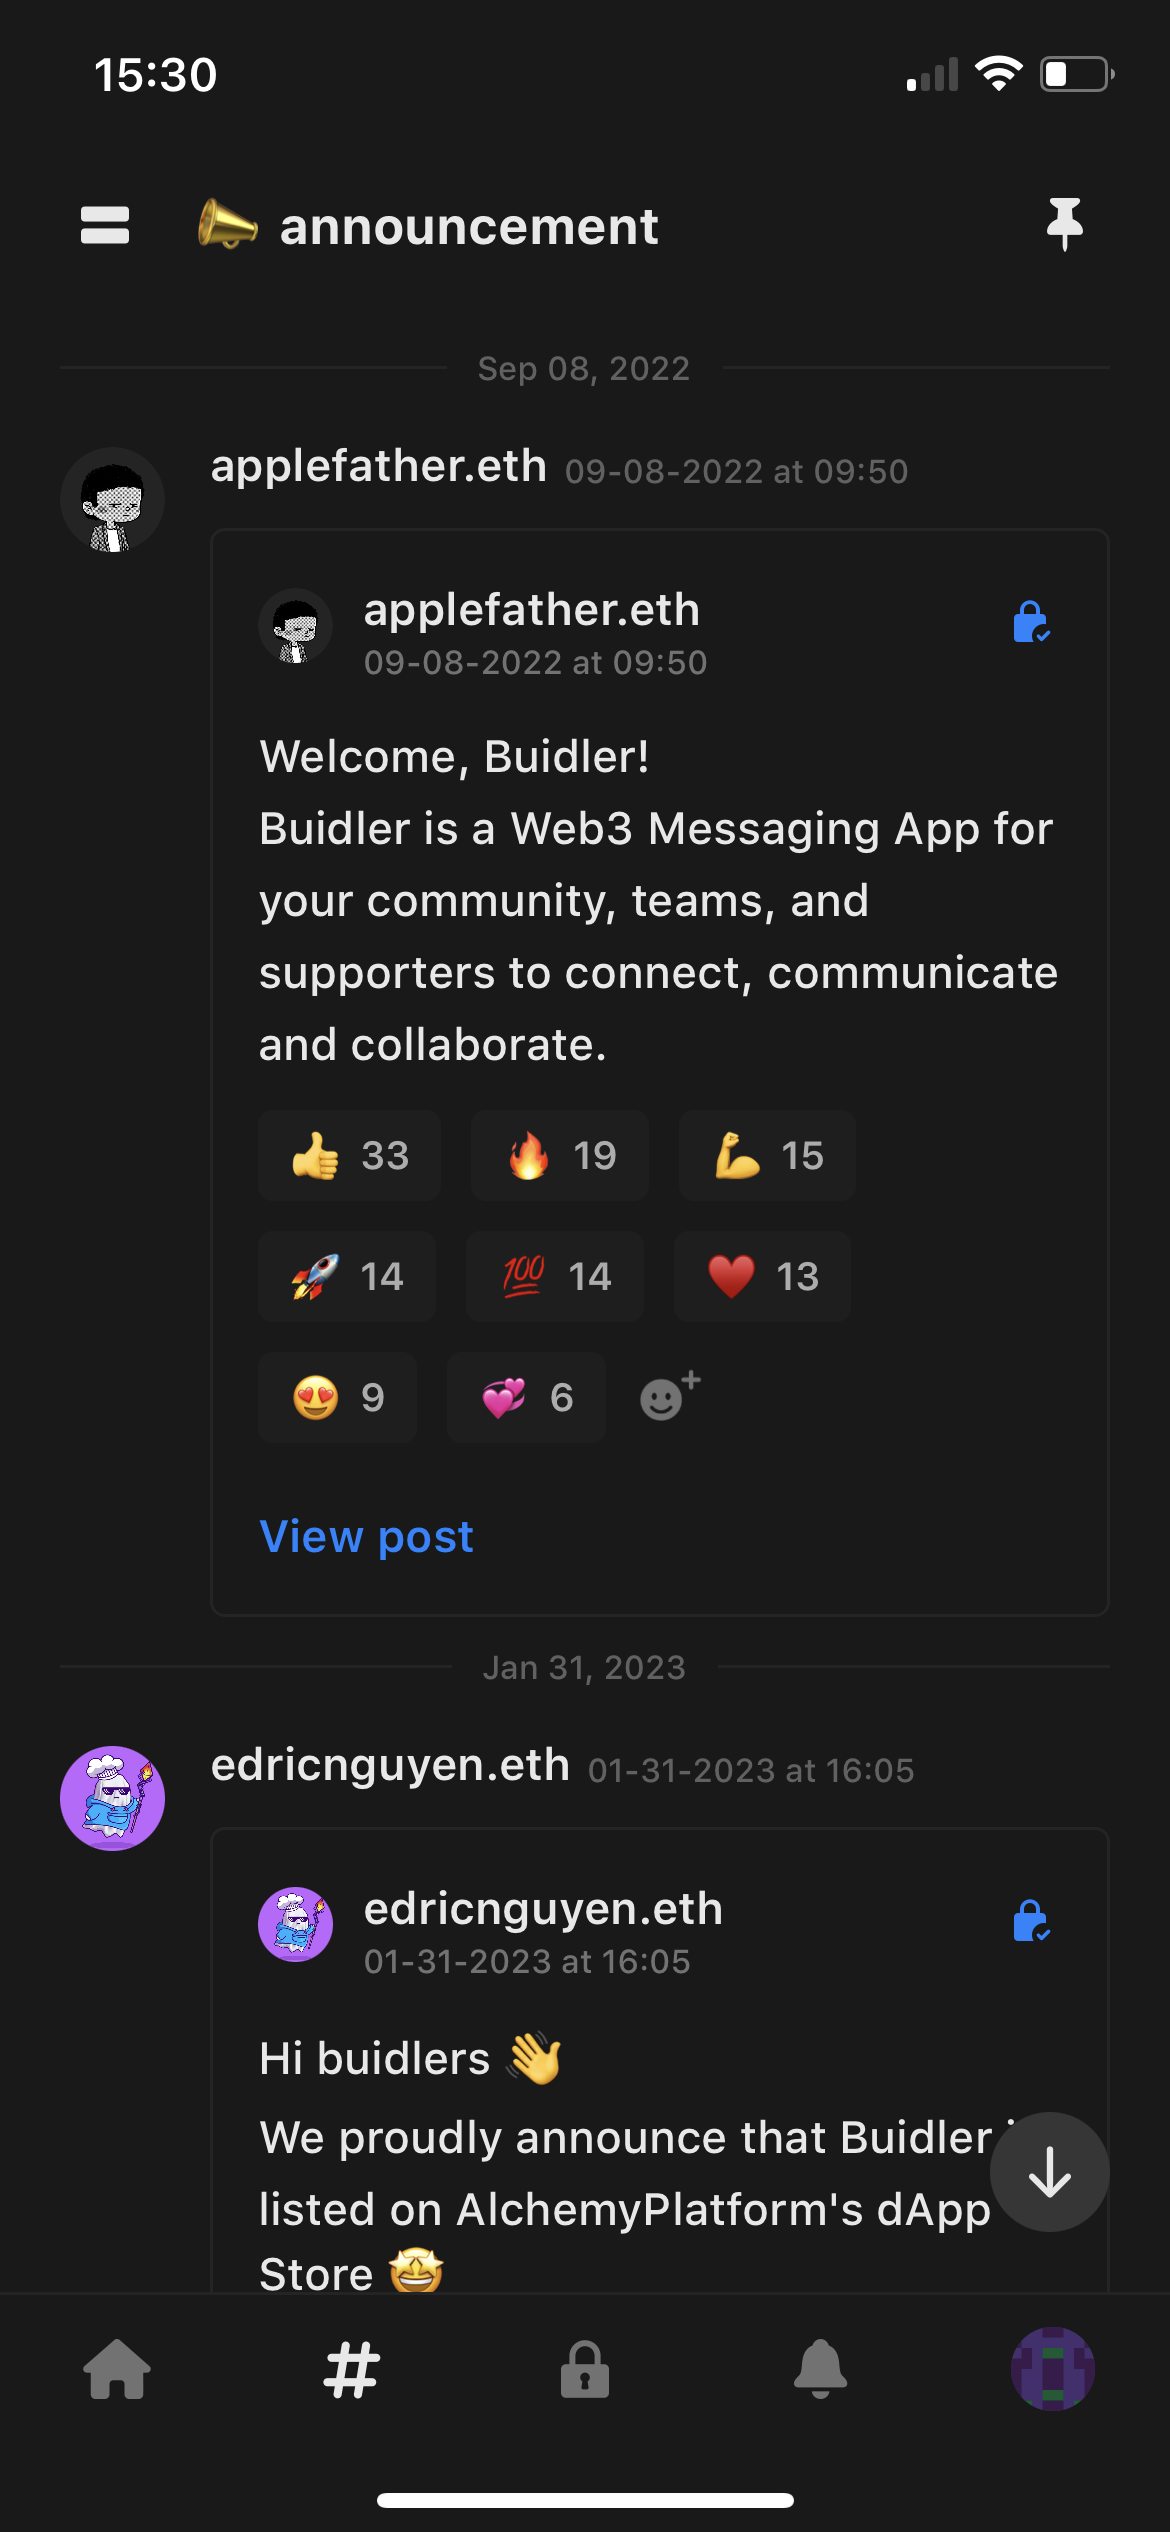 15:30
announcement
Sep 08, 2022
applefather.eth 09-08-2022 at 09:50
applefather.eth
09-08-2022 at 09:50
Welcome, Buidler!
Buidler is a Web3 Messaging App for
your community, teams, and
supporters to connect, communicate
and collaborate.
👍 33 🔥 19 💪 15
🚀 14 💯 14 ♥️ 13
😍 9 💞 6
View post
Jan 31, 2023
edricnguyen.eth 01-31-2023 at 16:05
edricnguyen.eth
01-31-2023 at 16:05
Hi buidlers 👋
We proudly announce that Buidler
listed on AlchemyPlatform's dApp
Store 🤩